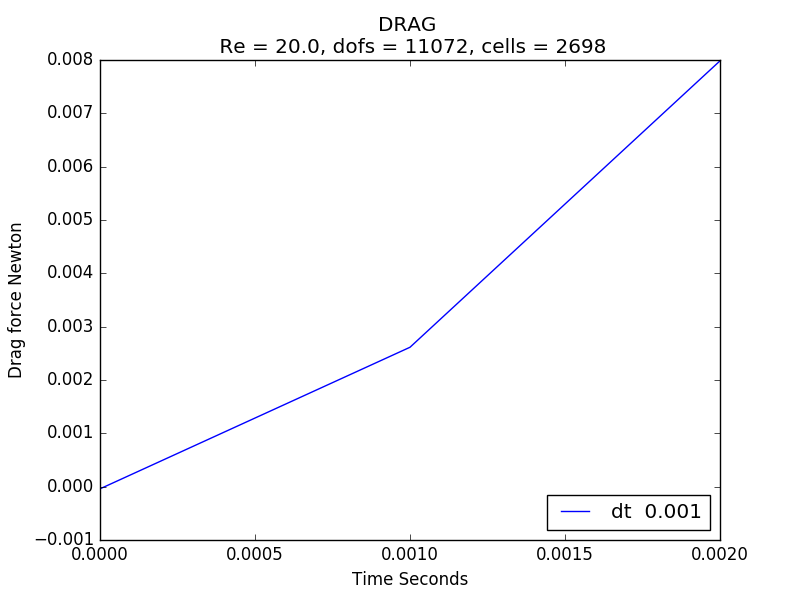 DRAG
Re = 20.0, dofs = 11072, cells = 2698
0.008
0.007
0.006
0.005
0.004
0.003
0.002
0.001
0.000
−0.001
Drag force Newton
dt  0.001
0.0000 0.0005 0.0010 0.0015 0.0020
Time Seconds